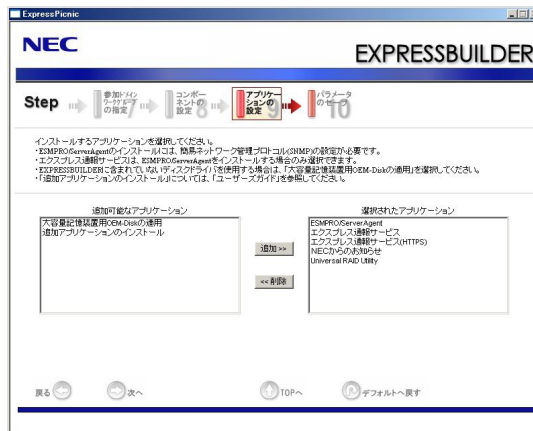 ExpressPicnic
NEC
EXPRESSBUILDER
Step
参加ドメイン
ワークグループ
の指定 7
コンポー
ネントの
設定 8
アプリケー
ションの
設定 9
パラメータ
のセーブ 10
インストールするアプリケーションを選択してください。
・ESMPRO/ServerAgentのインストールには、簡易ネットワーク管理プロトコル(SNMP)の設定が必要です。
・エクスプレス通報サービスは、ESMPRO/ServerAgentをインストールする場合のみ選択できます。
・EXPRESSBUILDERに含まれていないディスクドライバを使用する場合は、「大容量記憶装置用OEM-Diskの適用」を選択してください。
・「追加アプリケーションのインストール」については、「ユーザーズガイド」を参照してください。
追加可能なアプリケーション
大容量記憶装置用OEM-Diskの適用
追加アプリケーションのインストール
追加 >>
<< 削除
選択されたアプリケーション
ESMPRO/ServerAgent
エクスプレス通報サービス
エクスプレス通報サービス(HTTPS)
NECからのお知らせ
Universal RAID Utility
戻る
次へ
TOPへ
デフォルトへ戻す